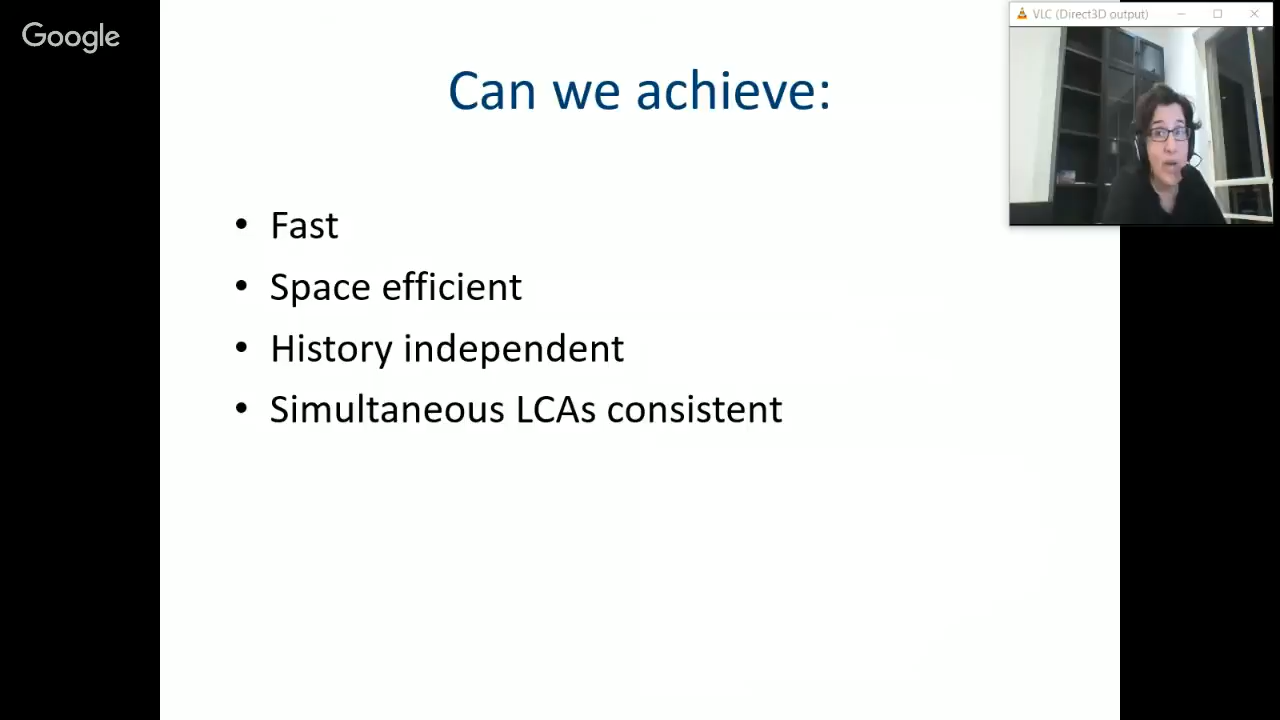 Google
VLC (Direct3D output)
Can we achieve:
• Fast
• Space efficient
• History independent
• Simultaneous LCAs consistent